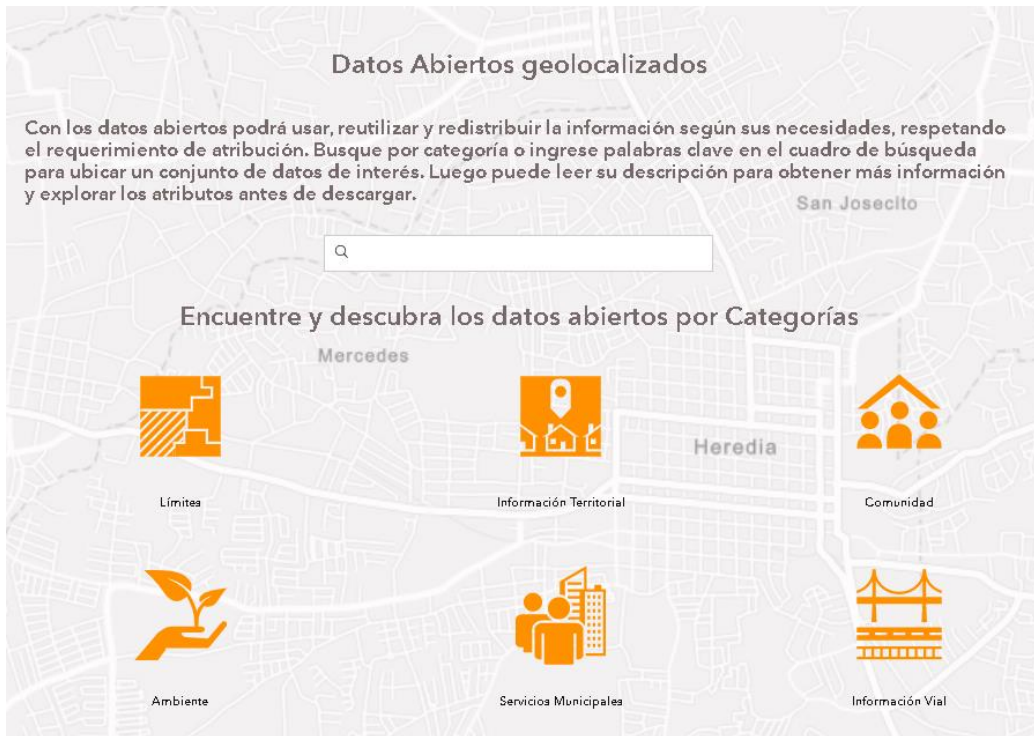 Datos Abiertos geolocalizados
Con los datos abiertos podrá usar, reutilizar y redistribuir la información según sus necesidades, respetando
el requerimiento de atribución. Busque por categoría o ingrese palabras clave en el cuadro de búsqueda
para ubicar un conjunto de datos de interés. Luego puede leer su descripción para obtener más información
y explorar los atributos antes de descargar.
San Josecito
Encuentre y descubra los datos abiertos por Categorías
Mercedes
Heredia
Límites
Información Territorial
Comunidad
Ambiente
Servicios Municipales
Información Vial